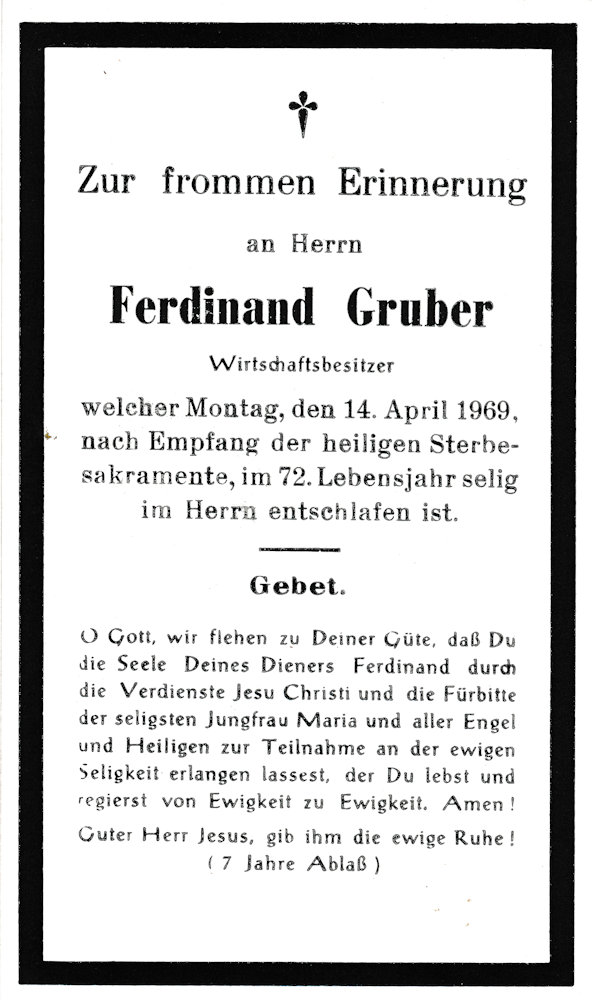 Zur frommen Erinnerung
an Herrn
Ferdinand Gruber
Wirtschaftsbesitzer
welcher Montag, den 14. April 1969,
nach Empfang der heiligen Sterbe-
sakramente, im 72. Lebensjahr selig
im Herrn entschlafen ist.
Gebet.
O Gott, wir flehen zu Deiner Güte, daß Du
die Seele Deines Dieners Ferdinand durch
die Verdienste Jesu Christi und die Fürbitte
der seligsten Jungfrau Maria und aller Engel
und Heiligen zur Teilnahme an der ewigen
Seligkeit erlangen lassest, der Du lebst und
regierst von Ewigkeit zu Ewigkeit. Amen!
Guter Herr Jesus, gib ihm die ewige Ruhe!
(7 Jahre Ablaß)